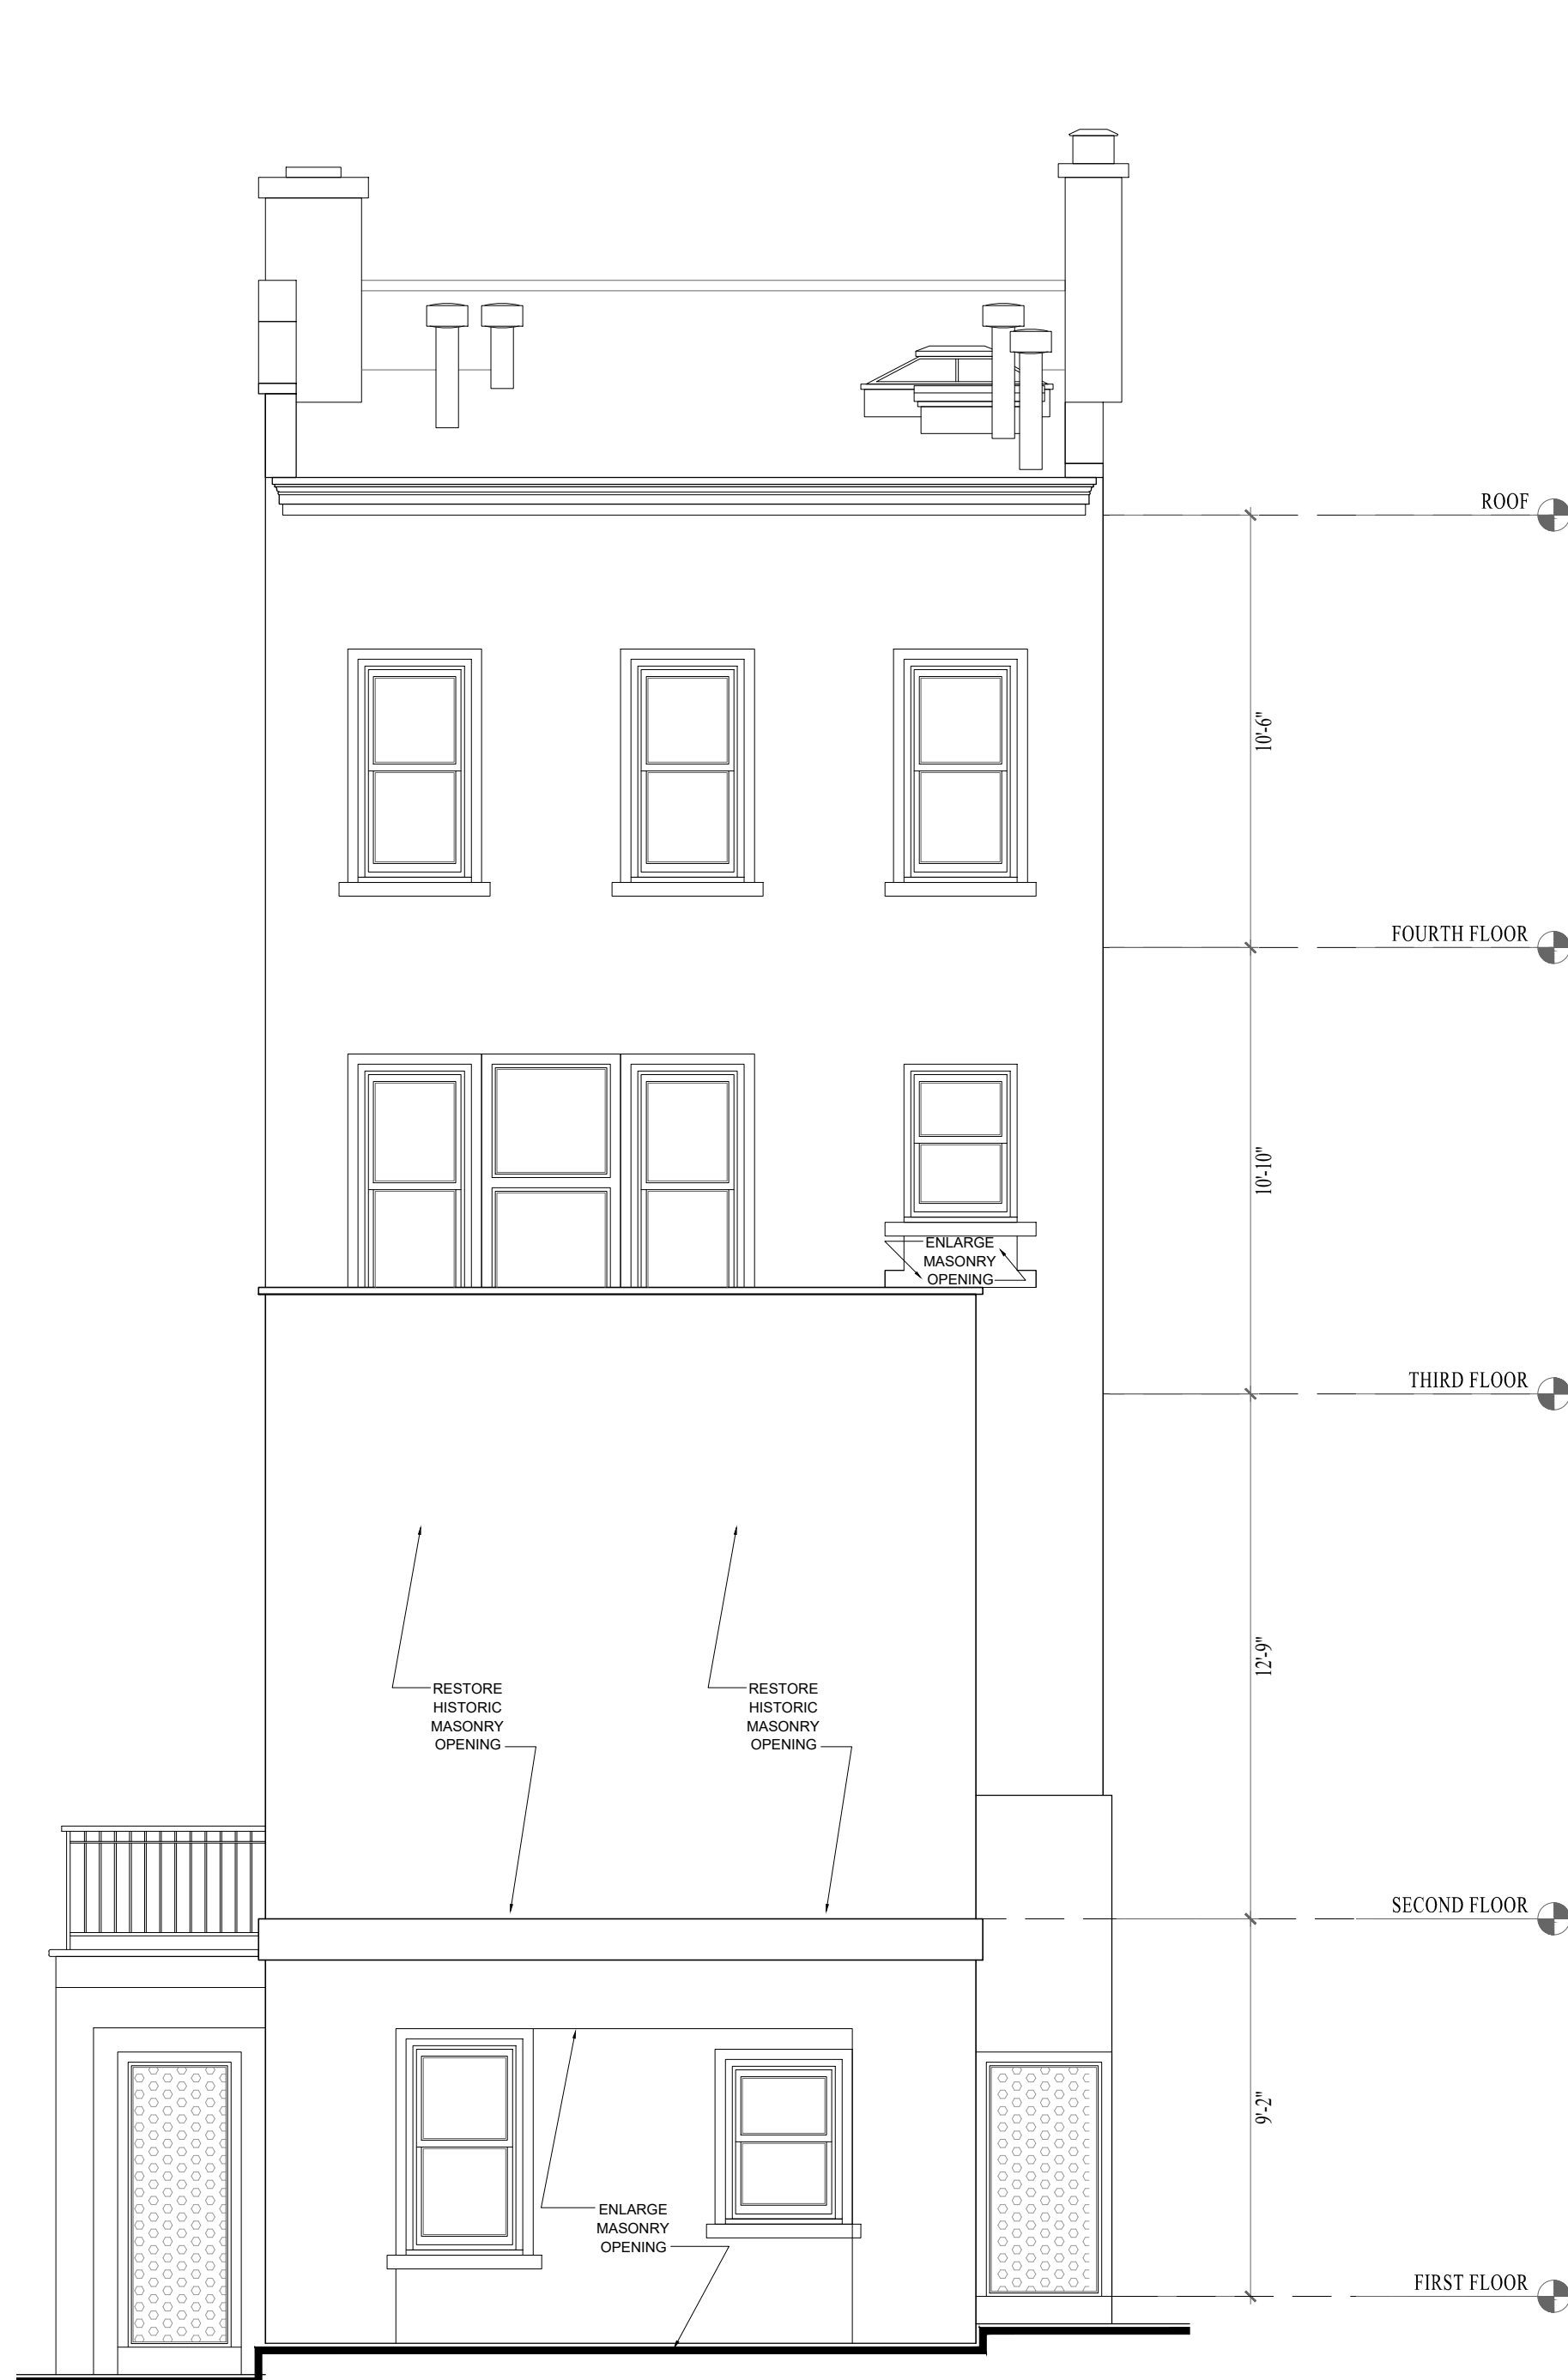 ROOF
10'-6"
FOURTH FLOOR
10'-10"
ENLARGE
MASONRY
OPENING
THIRD FLOOR
12'-9"
RESTORE
HISTORIC
MASONRY
OPENING
RESTORE
HISTORIC
MASONRY
OPENING
SECOND FLOOR
9'-2"
ENLARGE
MASONRY
OPENING
FIRST FLOOR